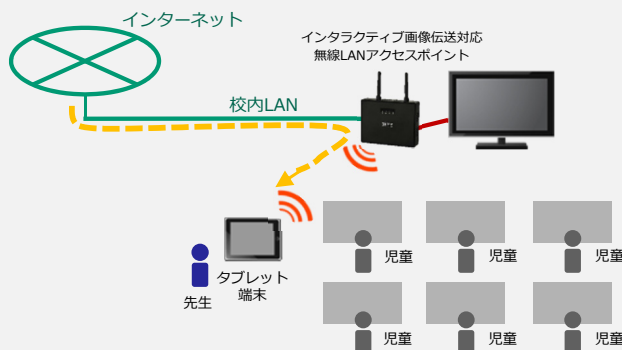 インターネット
インタラクティブ画像伝送対応
無線LANアクセスポイント
校内LAN
先生
タブレット
端末
児童
児童
児童
児童
児童
児童